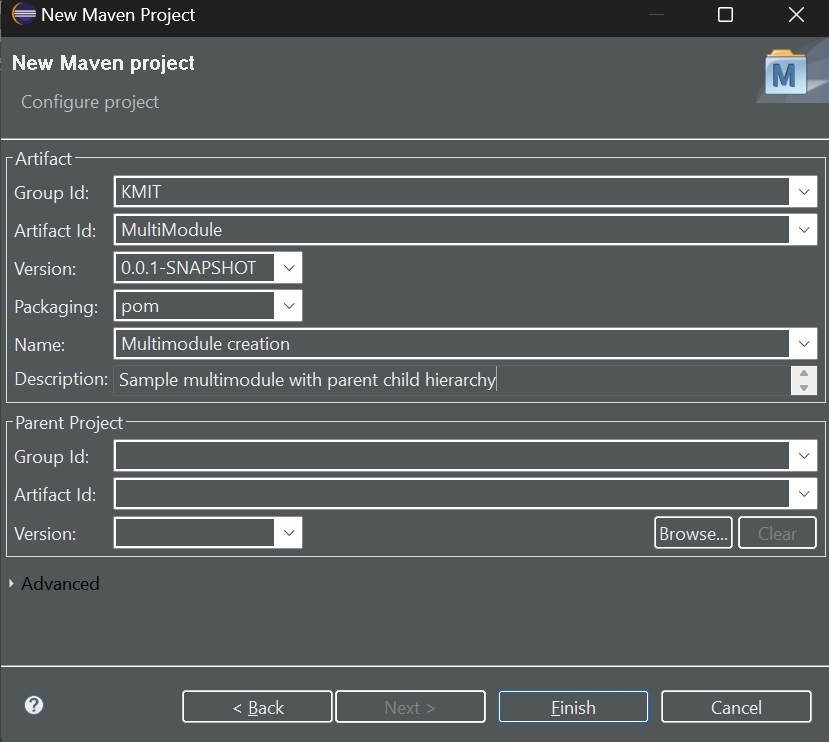 New Maven Project
New Maven project
Configure project
M
Artifact
Group Id: KMIT
Artifact Id: MultiModule
Version: 0.0.1-SNAPSHOT
Packaging: pom
Name: Multimodule creation
Description: Sample multimodule with parent child hierarchy
Parent Project
Group Id:
Artifact Id:
Version: Browse... Clear
Advanced
? < Back Next > Finish Cancel